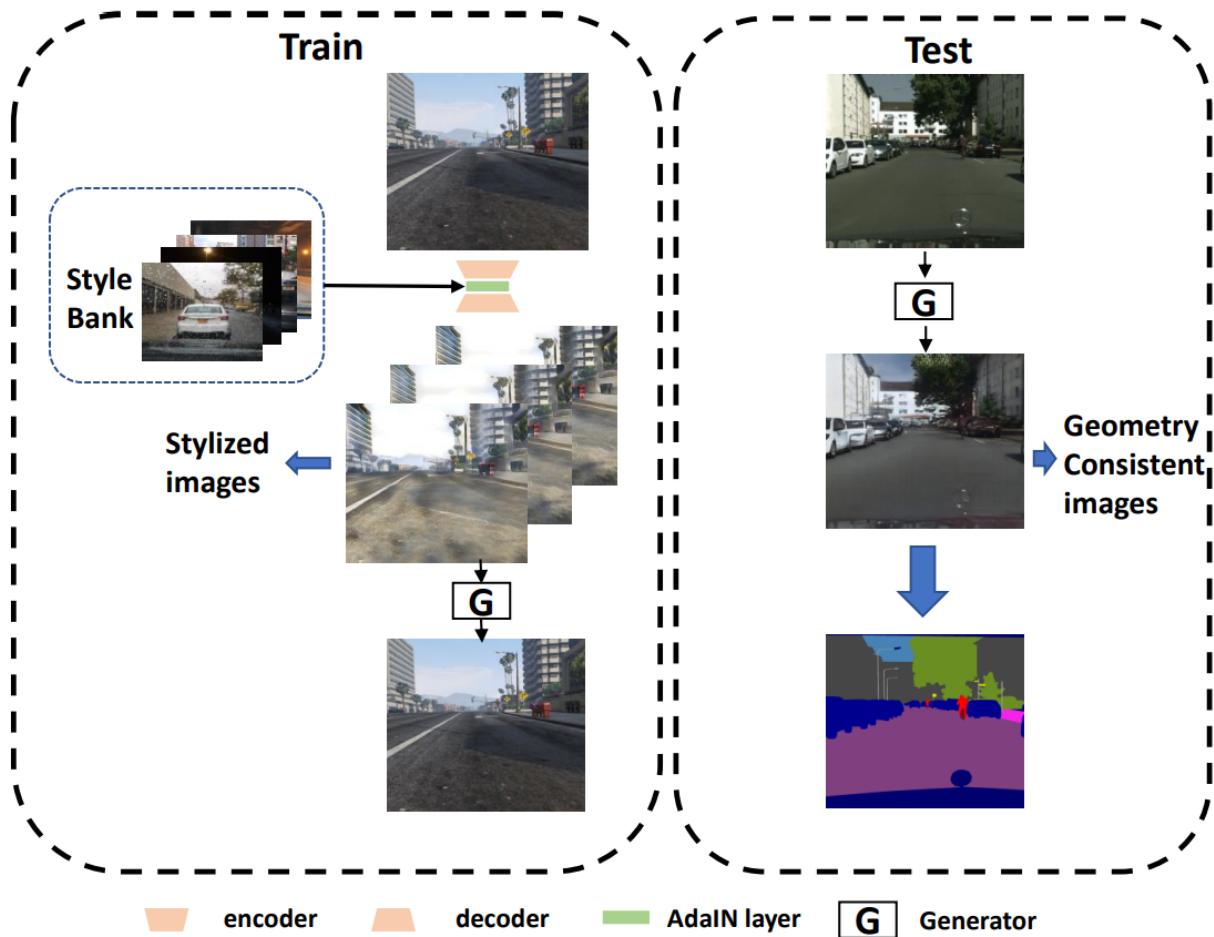 Train
Style
Bank
Stylized
images
G
Test
G
Geometry
Consistent
images
encoder
decoder
AdaIN layer
G
Generator